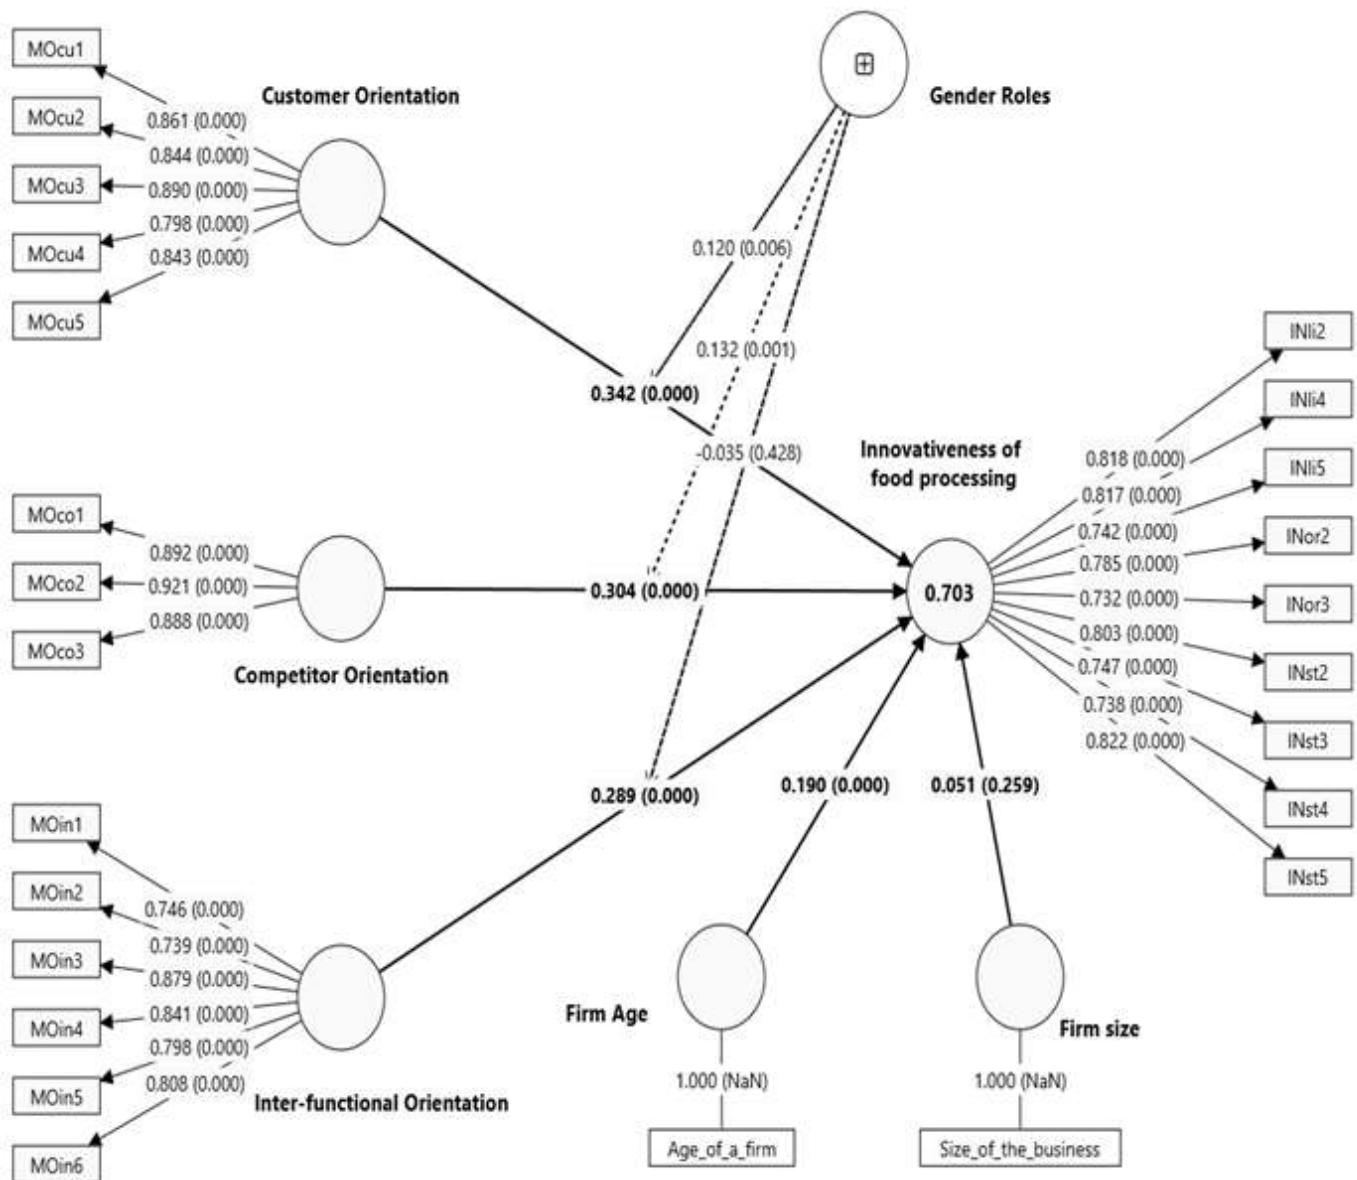 MOcu1
MOcu2
MOcu3
MOcu4
MOcu5
0.861 (0.000)
0.844 (0.000)
0.890 (0.000)
0.798 (0.000)
0.843 (0.000)
Customer Orientation
Gender Roles
0.120 (0.006)
0.132 (0.001)
-0.035 (0.428)
0.342 (0.000)
MOco1
MOco2
MOco3
0.892 (0.000)
0.921 (0.000)
0.888 (0.000)
Competitor Orientation
0.304 (0.000)
Innovativeness of
food processing
0.703
INli2
INli4
INli5
INor2
INor3
INst2
INst3
INst4
INst5
0.818 (0.000)
0.817 (0.000)
0.742 (0.000)
0.785 (0.000)
0.732 (0.000)
0.803 (0.000)
0.747 (0.000)
0.738 (0.000)
0.822 (0.000)
MOin1
MOin2
MOin3
MOin4
MOin5
MOin6
0.746 (0.000)
0.739 (0.000)
0.879 (0.000)
0.841 (0.000)
0.798 (0.000)
0.808 (0.000)
Inter-functional Orientation
0.289 (0.000)
0.190 (0.000)
0.051 (0.259)
Firm Age
Firm size
1.000 (NaN)
1.000 (NaN)
Age_of_a_firm
Size_of_the_business